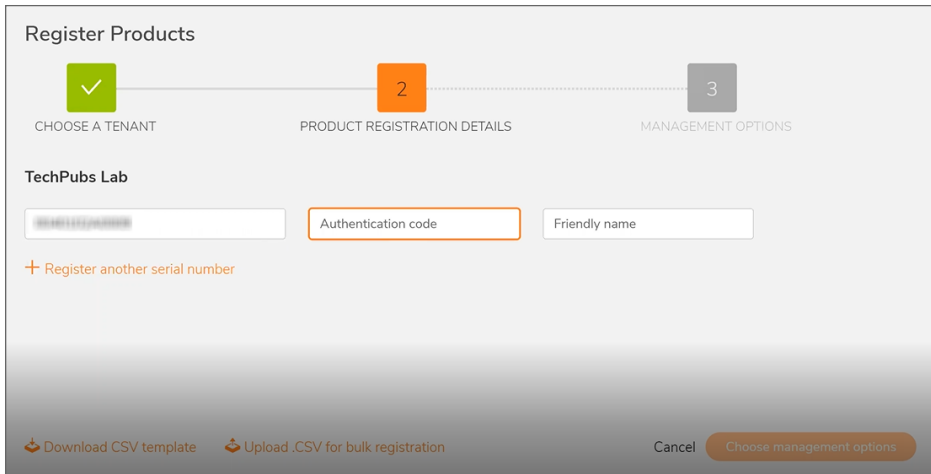 Register Products
2
3
CHOOSE A TENANT
PRODUCT REGISTRATION DETAILS
MANAGEMENT OPTIONS
TechPubs Lab
Authentication code
Friendly name
Register another serial number
Download CSV template
Upload .CSV for bulk registration
Cancel
Choose management options